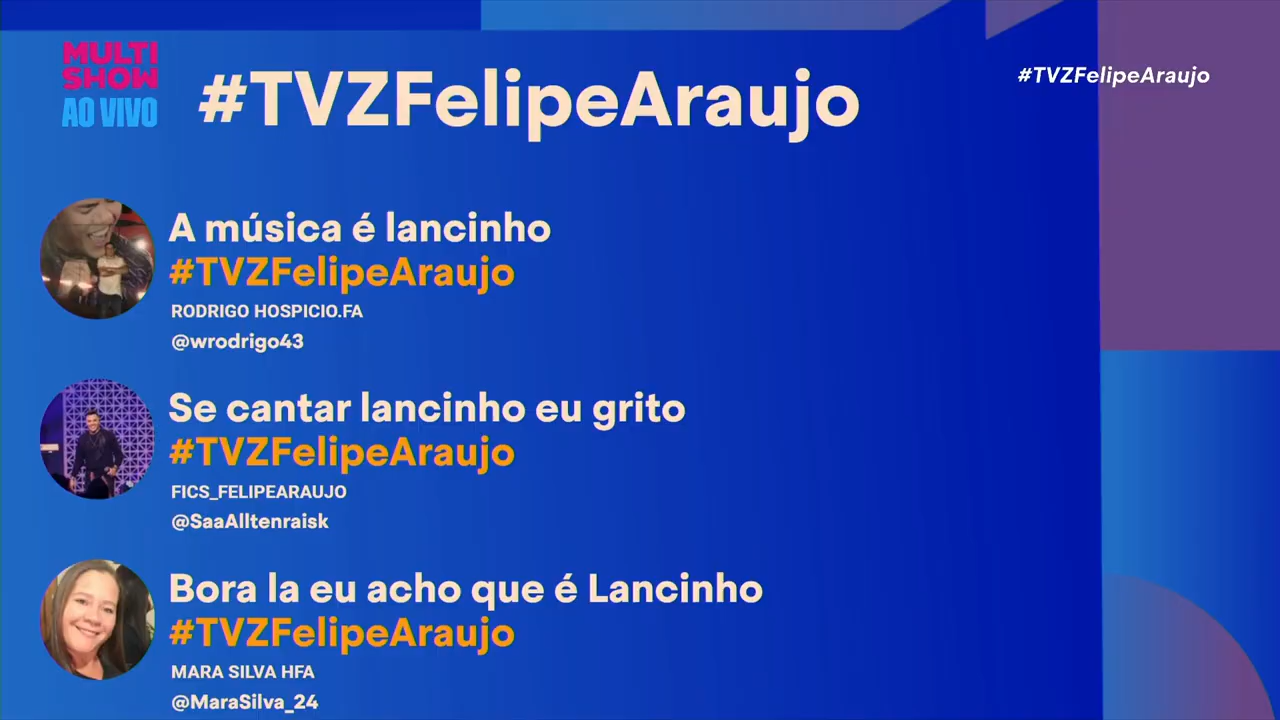 MULTI
SHOW
AO VIVO
#TVZFelipeAraujo
#TVZFelipeAraujo
A música é lancinho
#TVZFelipeAraujo
RODRIGO HOSPICIO.FA
@wrodrigo43
Se cantar lancinho eu grito
#TVZFelipeAraujo
FICS_FELIPEARAUJO
@SaaAlltenraisk
Bora la eu acho que é Lancinho
#TVZFelipeAraujo
MARA SILVA HFA
@MaraSilva_24